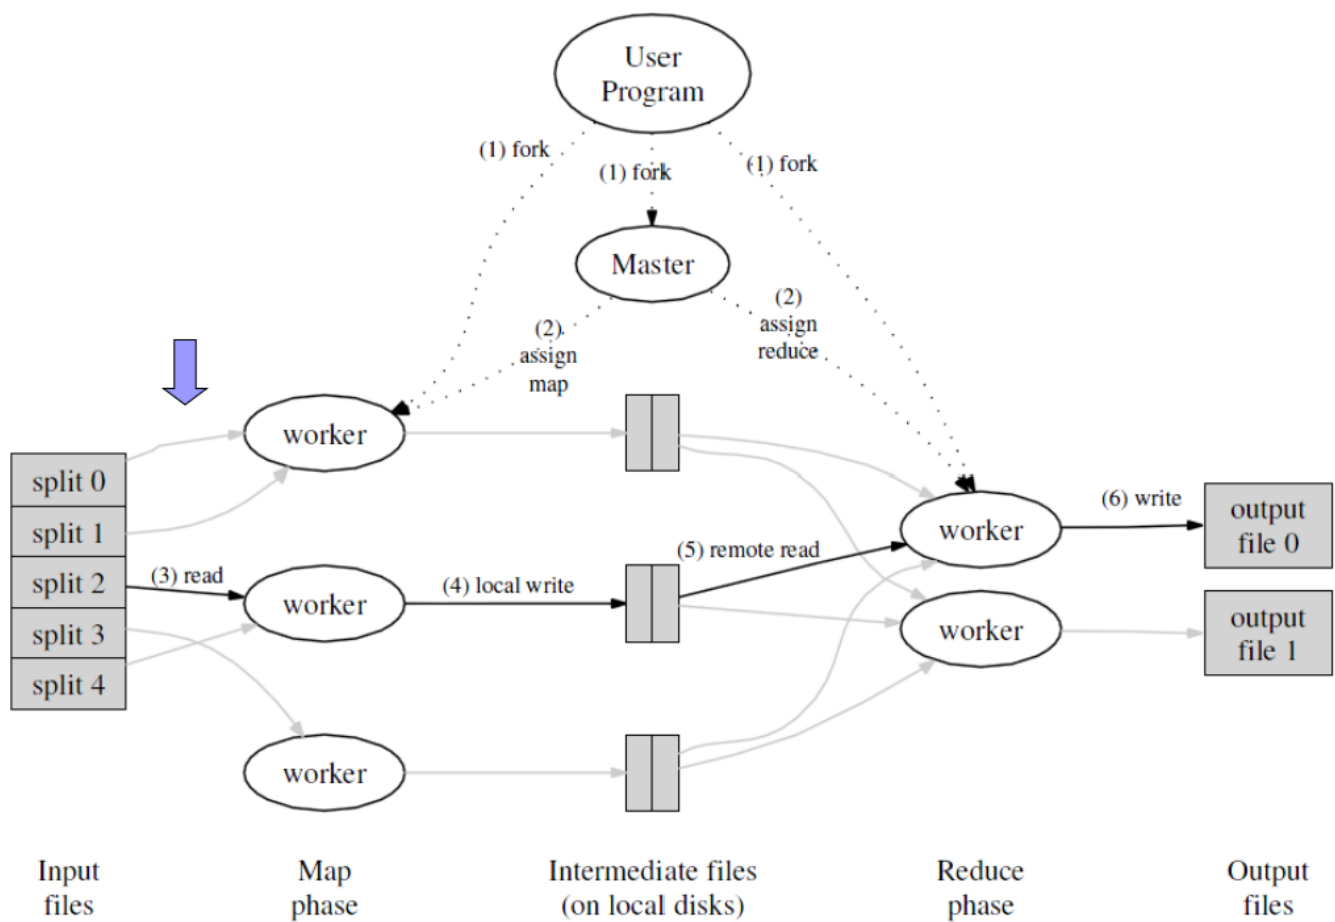 User
Program
(1) fork
(1) fork
(1) fork
Master
(2)
assign
map
(2)
assign
reduce
worker
split 0
split 1
split 2
split 3
split 4
(3) read
worker
(4) local write
(5) remote read
worker
(6) write
output
file 0
worker
output
file 1
worker
Input
files
Map
phase
Intermediate files
(on local disks)
Reduce
phase
Output
files